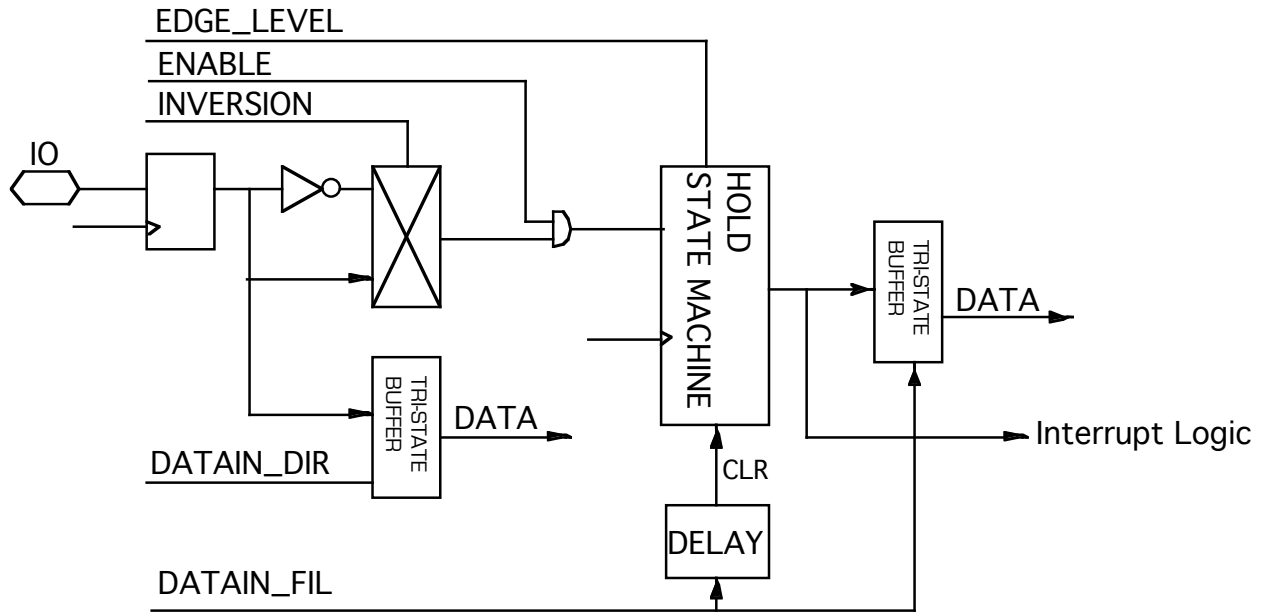 EDGE_LEVEL
ENABLE
INVERSION
IO
HOLD
STATE MACHINE
TRI-STATE
BUFFER
DATA
TRI-STATE
BUFFER
DATA
Interrupt Logic
DATAIN_DIR
CLR
DELAY
DATAIN_FIL